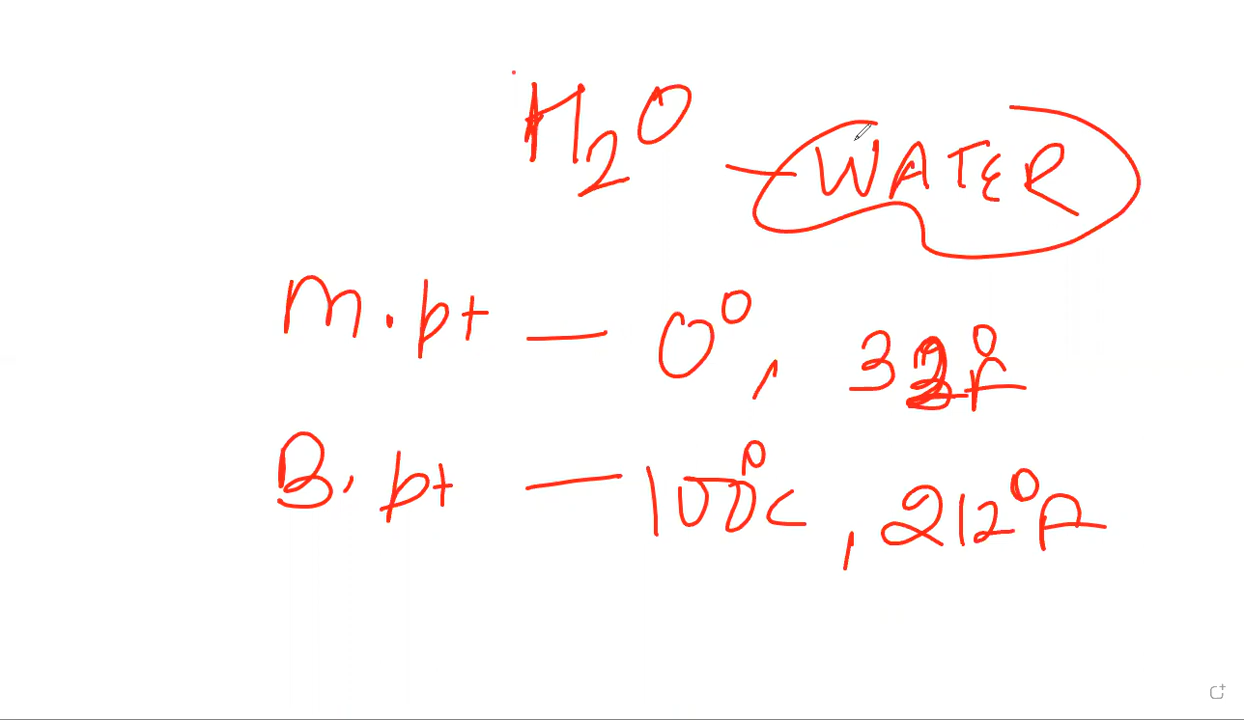 H₂O — WATER
M.pt — 0°, 32°F
B.pt — 100°C, 212°F